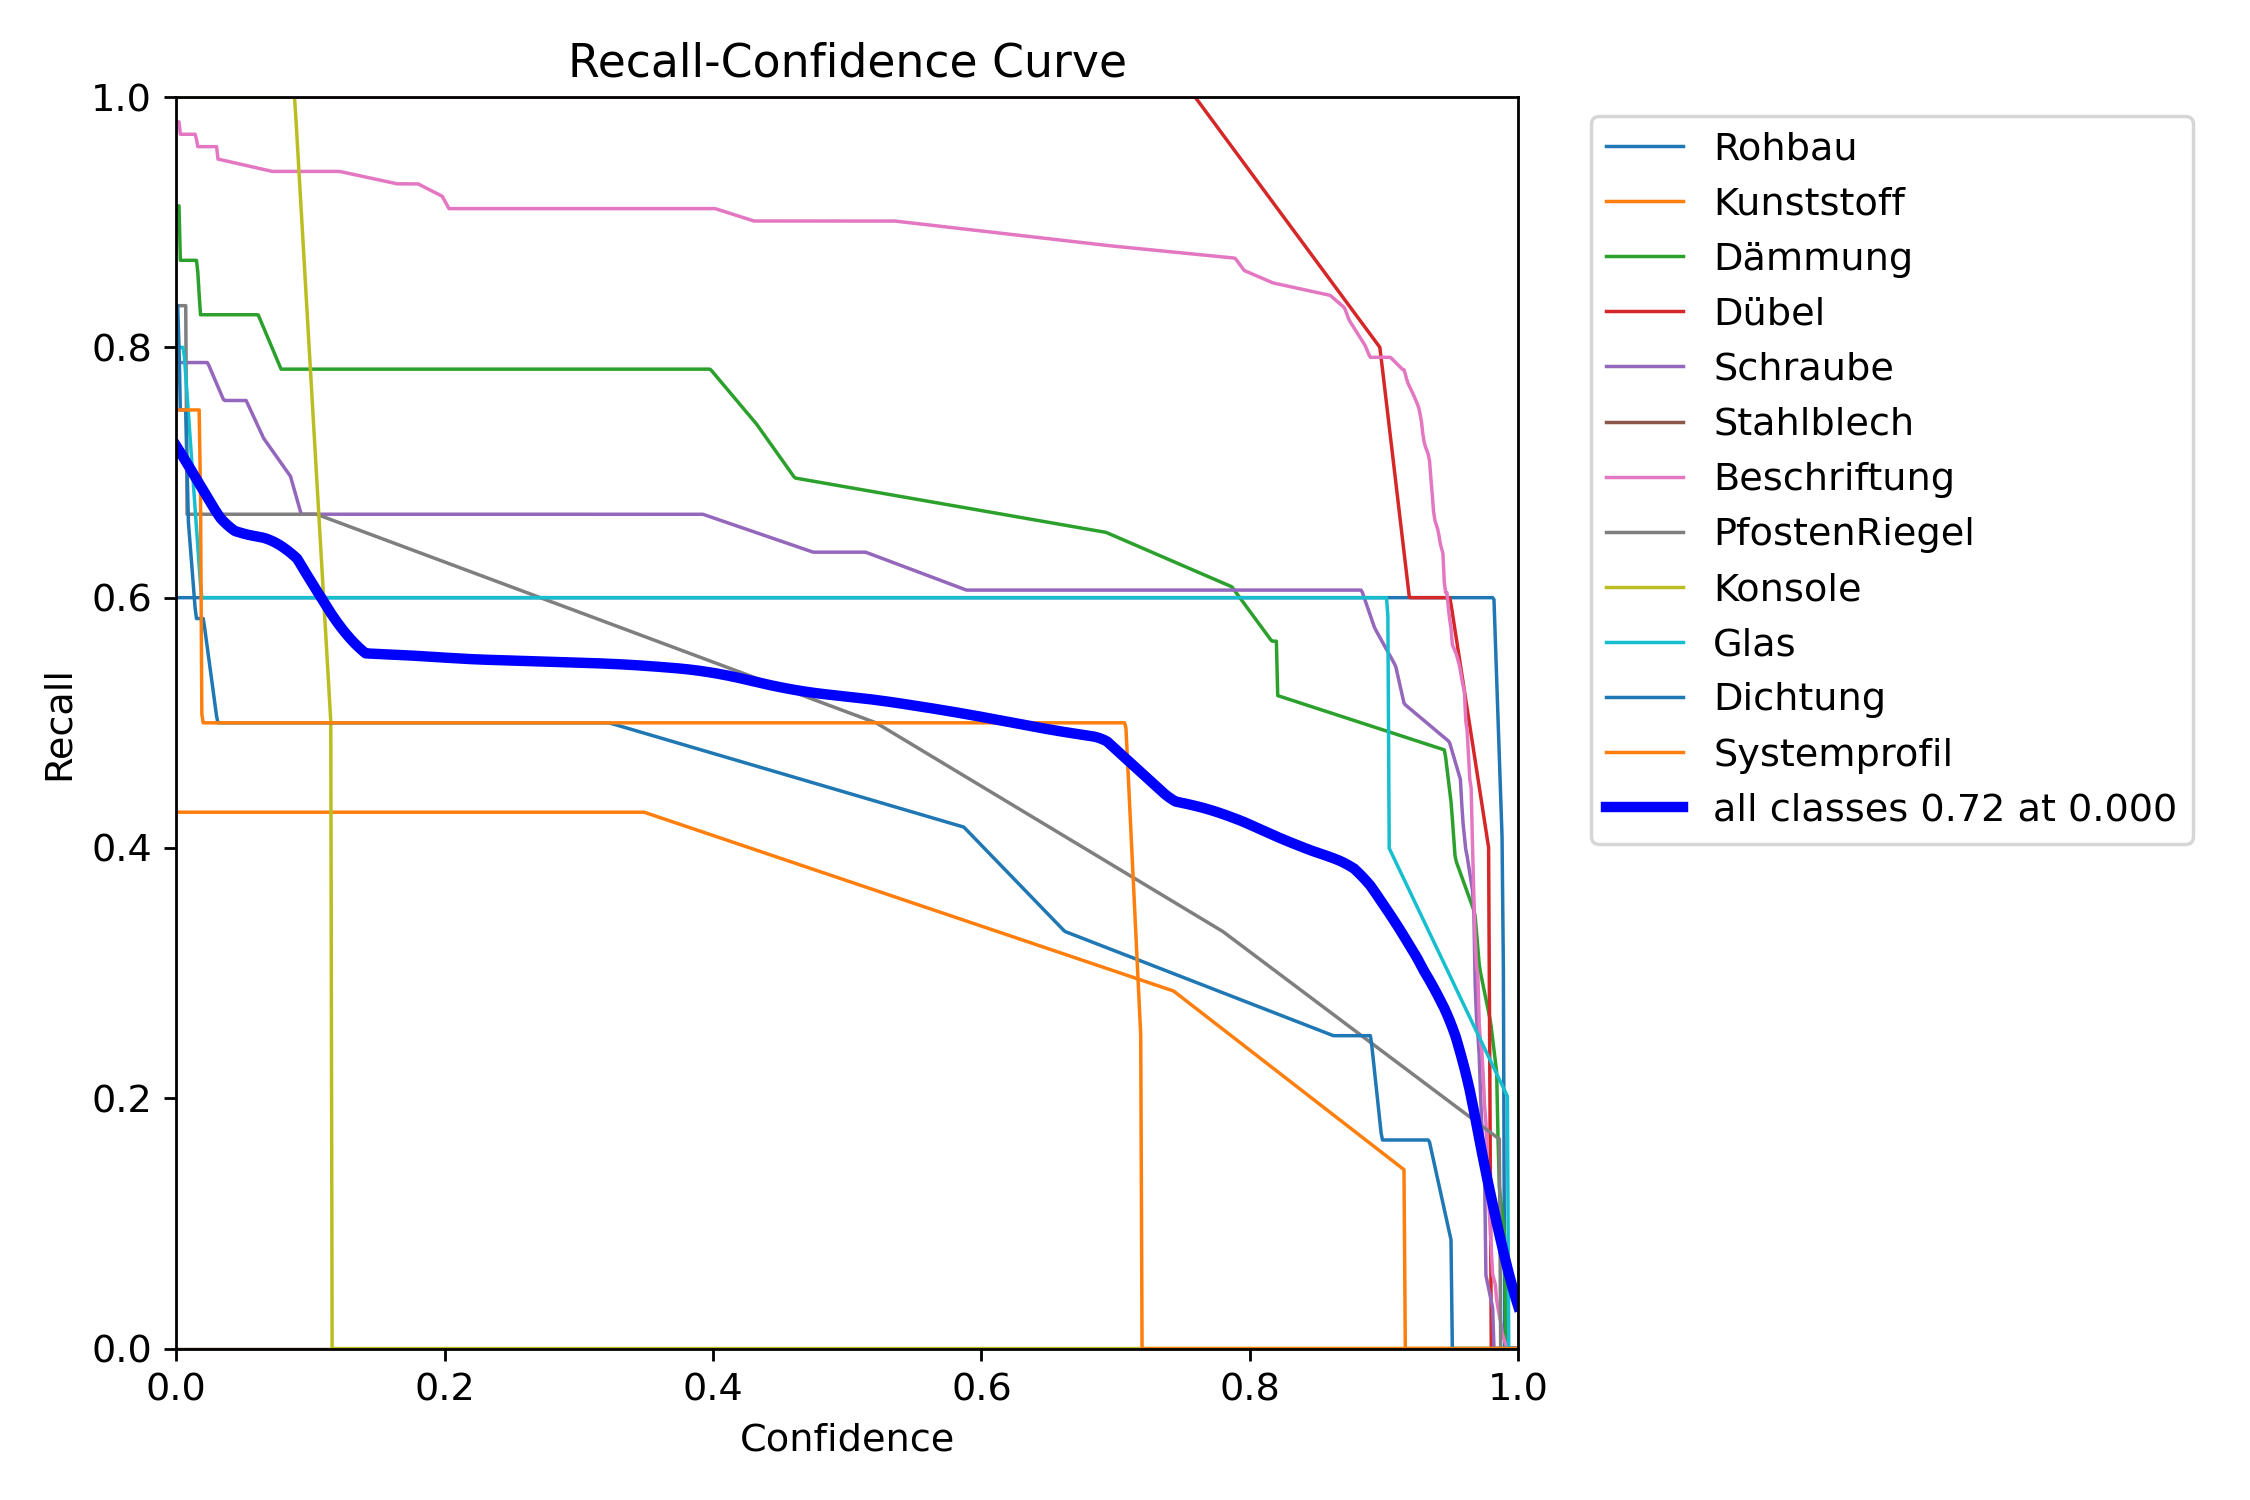 Recall-Confidence Curve
1.0
0.8
0.6
0.4
0.2
0.0
Recall
0.0 0.2 0.4 0.6 0.8 1.0
Confidence
Rohbau
Kunststoff
Dämmung
Dübel
Schraube
Stahlblech
Beschriftung
PfostenRiegel
Konsole
Glas
Dichtung
Systemprofil
all classes 0.72 at 0.000